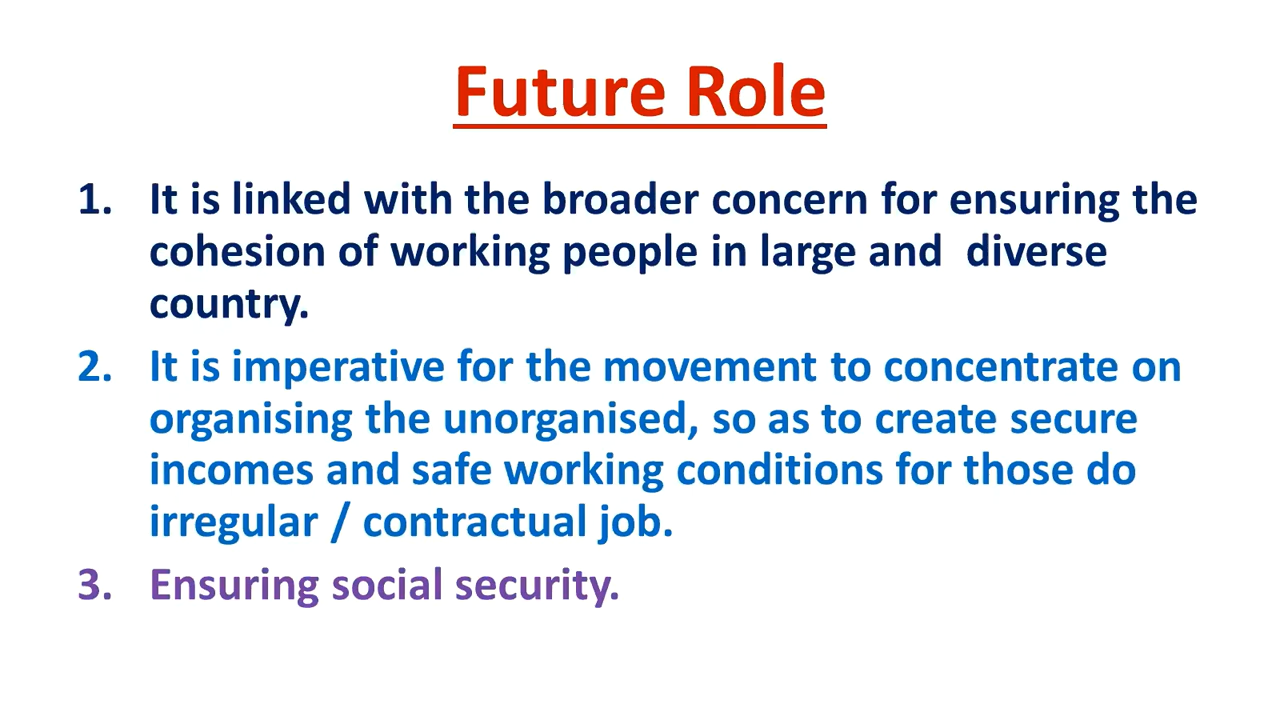 Future Role
1. It is linked with the broader concern for ensuring the
cohesion of working people in large and  diverse
country.
2. It is imperative for the movement to concentrate on
organising the unorganised, so as to create secure
incomes and safe working conditions for those do
irregular / contractual job.
3. Ensuring social security.